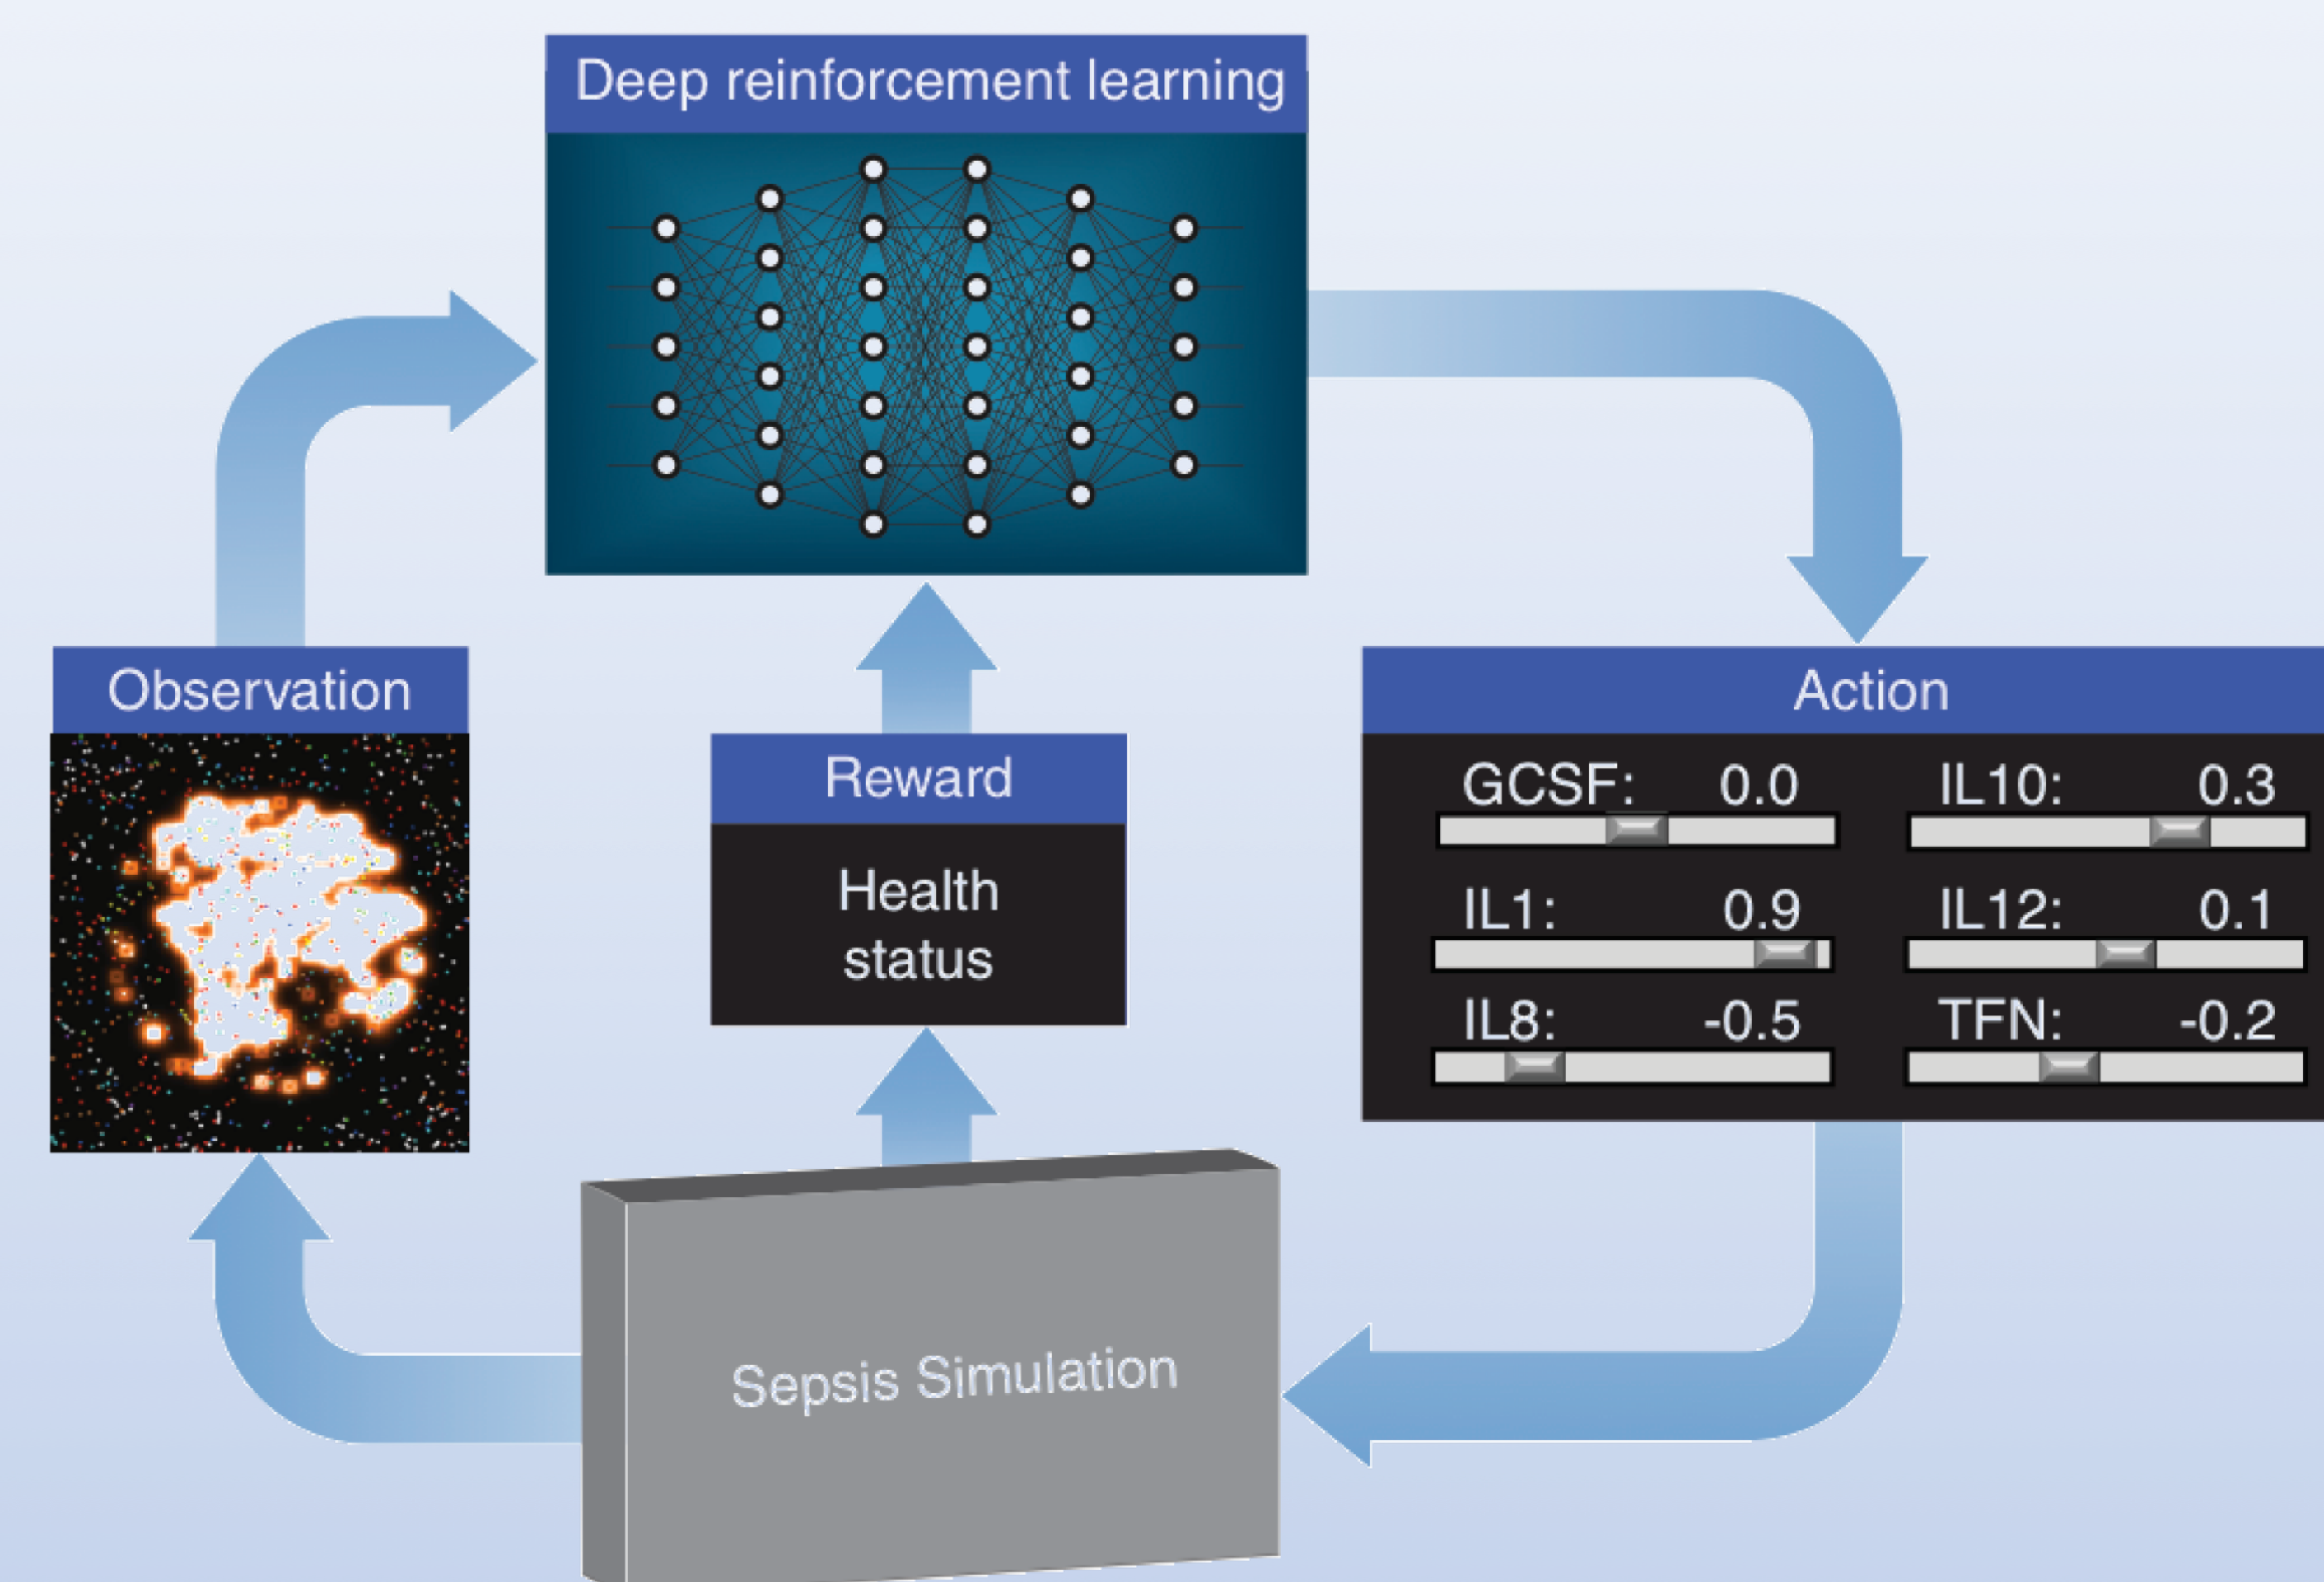 Deep reinforcement learning
Observation
Reward
Health
status
Action
GCSF: 0.0 IL10: 0.3
IL1: 0.9 IL12: 0.1
IL8: -0.5 TFN: -0.2
Sepsis Simulation